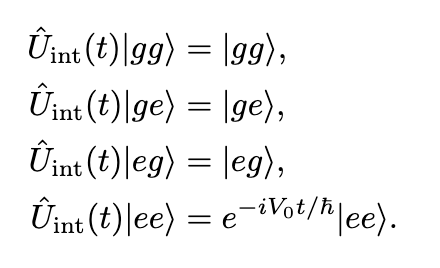 Û_int(t)|gg⟩ = |gg⟩,
Û_int(t)|ge⟩ = |ge⟩,
Û_int(t)|eg⟩ = |eg⟩,
Û_int(t)|ee⟩ = e^{-iV_0t/ħ}|ee⟩.